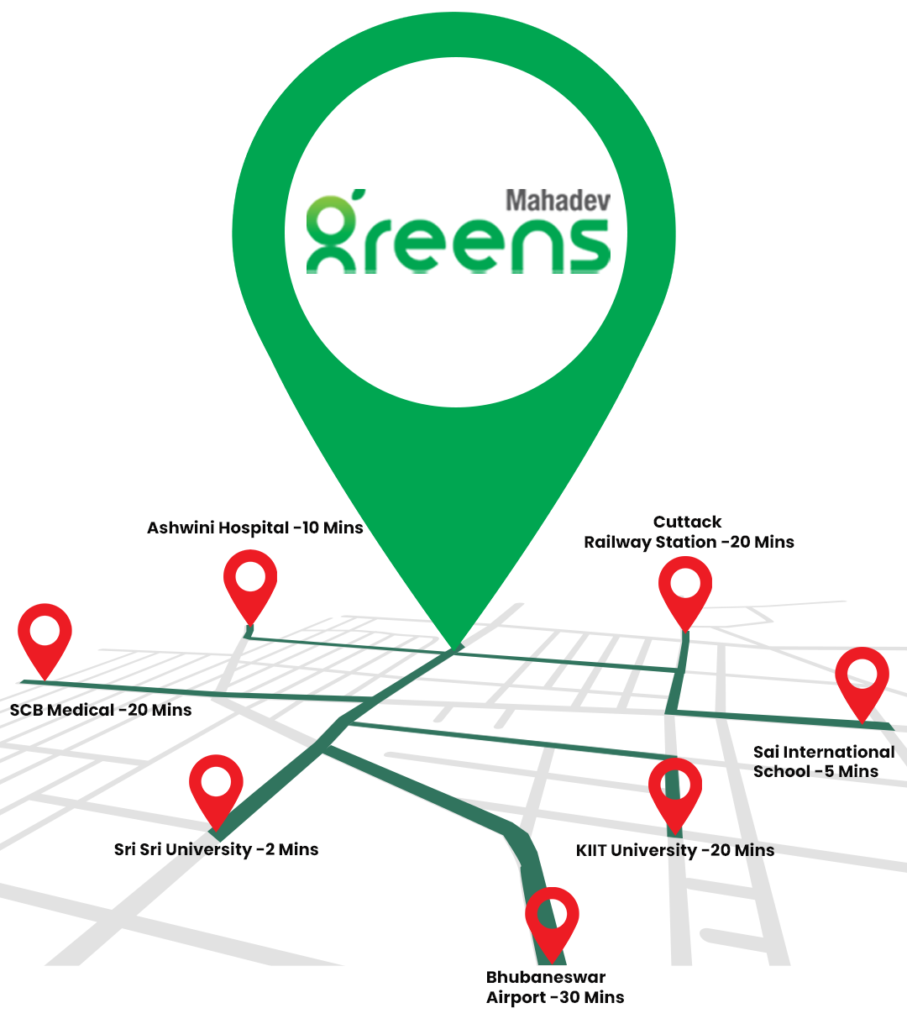 Mahadev
greens
Ashwini Hospital -10 Mins
Cuttack
Railway Station -20 Mins
SCB Medical -20 Mins
Sai International
School -5 Mins
Sri Sri University -2 Mins
KIIT University -20 Mins
Bhubaneswar
Airport -30 Mins